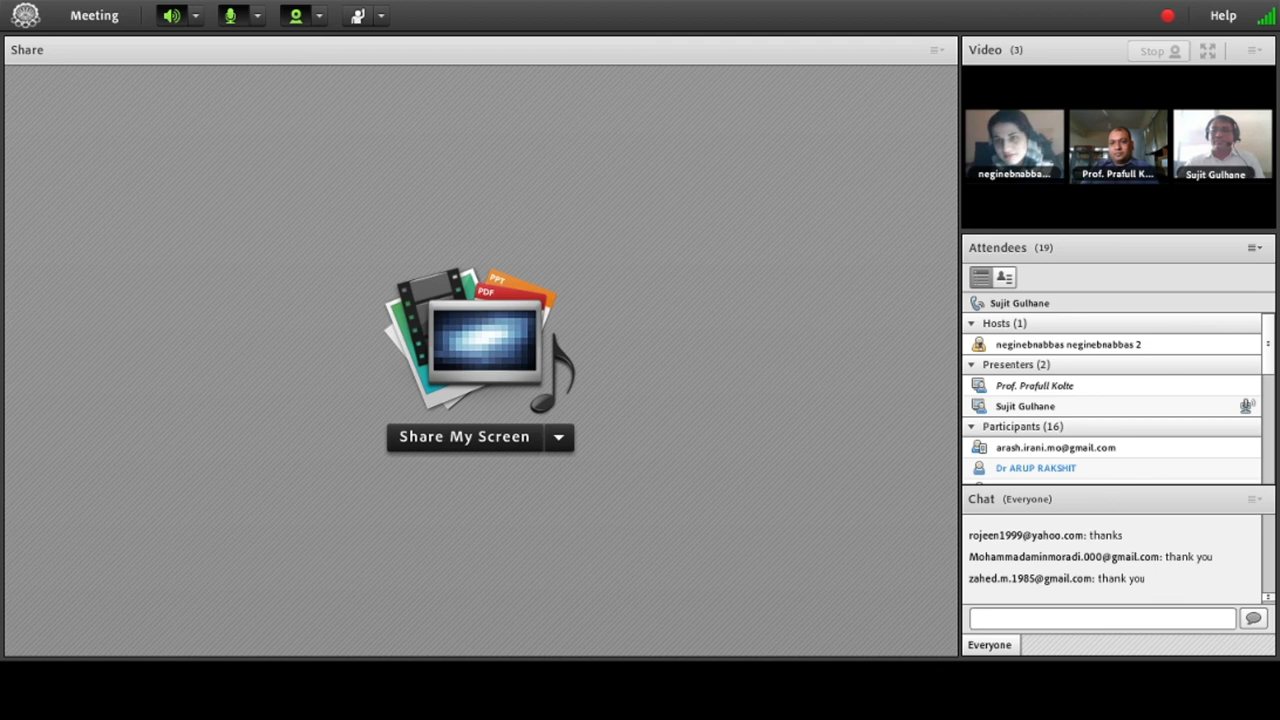 Meeting
Help
Share
PPT
PDF
Share My Screen
Video (3)
Stop
neginebnabba...
Prof. Prafull K...
Sujit Gulhane
Attendees (19)
Sujit Gulhane
Hosts (1)
neginebnabbas neginebnabbas 2
Presenters (2)
Prof. Prafull Kolte
Sujit Gulhane
Participants (16)
arash.irani.mo@gmail.com
Dr ARUP RAKSHIT
Chat (Everyone)
rojeen1999@yahoo.com: thanks
Mohammadaminmoradi.000@gmail.com: thank you
zahed.m.1985@gmail.com: thank you
Everyone